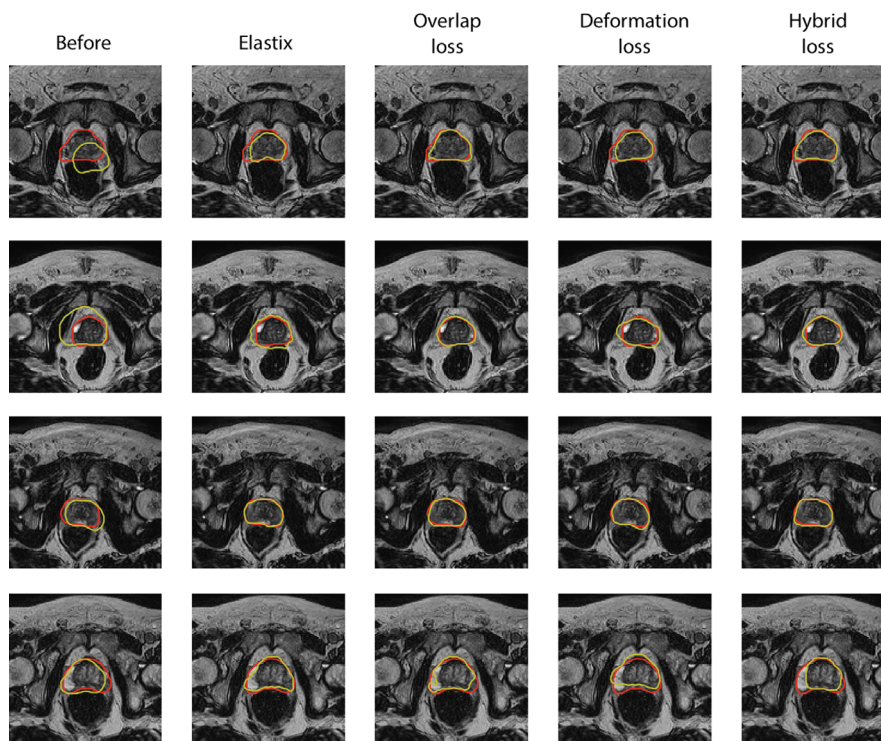 Before
Elastix
Overlap
loss
Deformation
loss
Hybrid
loss